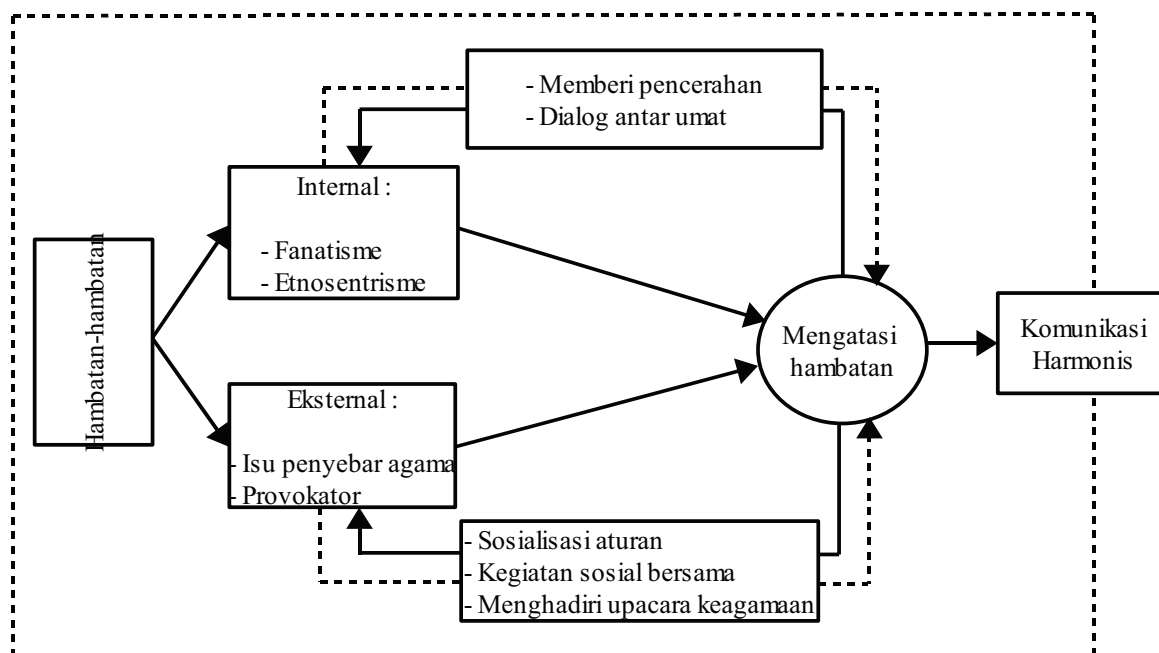 - Memberi pencerahan
- Dialog antar umat
Internal :
- Fanatisme
- Etnosentrisme
Hambatan-hambatan
Mengatasi
hambatan
Komunikasi
Harmonis
Eksternal :
- Isu penyebar agama
- Provokator
- Sosialisasi aturan
- Kegiatan sosial bersama
- Menghadiri upacara keagamaan